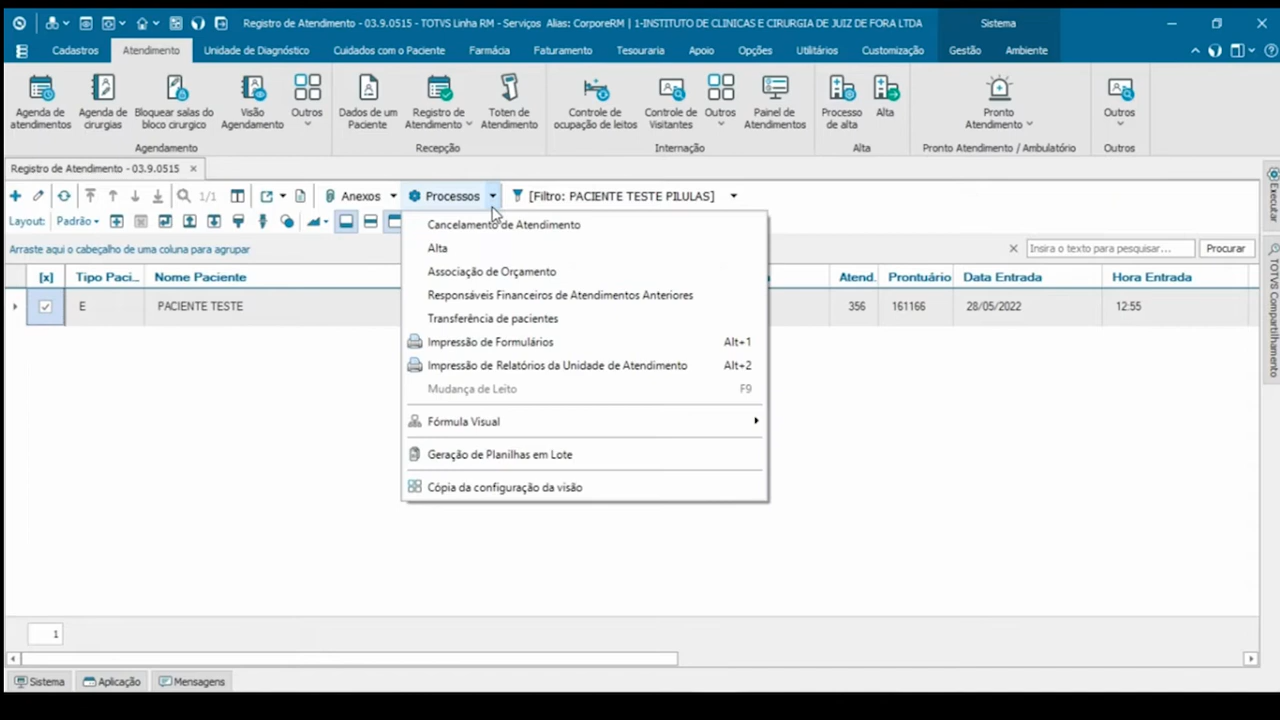 Registro de Atendimento - 03.9.0515 - TOTVS Linha RM - Serviços Alias: CorporeRM | 1-INSTITUTO DE CLINICAS E CIRURGIA DE JUIZ DE FORA LTDA
Sistema
Cadastros Atendimento Unidade de Diagnóstico Cuidados com o Paciente Farmácia Faturamento Tesouraria Apoio Opções Utilitários Customização Gestão Ambiente
Agenda de atendimentos
Agenda de cirurgias
Bloquear salas do bloco cirurgico
Visão Agendamento
Outros
Dados de um Paciente
Registro de Atendimento
Toten de Atendimento
Controle de ocupação de leitos
Controle de Visitantes
Outros
Painel de Atendimentos
Processo de alta
Alta
Pronto Atendimento
Outros
Agendamento Recepção Internação Alta Pronto Atendimento / Ambulatório Outros
Registro de Atendimento - 03.9.0515
1/1 Anexos Processos [Filtro: PACIENTE TESTE PILULAS]
Layout: Padrão
Arraste aqui o cabeçalho de uma coluna para agrupar
Insira o texto para pesquisar... Procurar
[x] Tipo Paci... Nome Paciente Atend. Prontuário Data Entrada Hora Entrada
E PACIENTE TESTE 356 161166 28/05/2022 12:55
Cancelamento de Atendimento
Alta
Associação de Orçamento
Responsáveis Financeiros de Atendimentos Anteriores
Transferência de pacientes
Impressão de Formulários Alt+1
Impressão de Relatórios da Unidade de Atendimento Alt+2
Mudança de Leito F9
Fórmula Visual
Geração de Planilhas em Lote
Cópia da configuração da visão
Executar
TOTVS Compartilhamento
1
Sistema Aplicação Mensagens